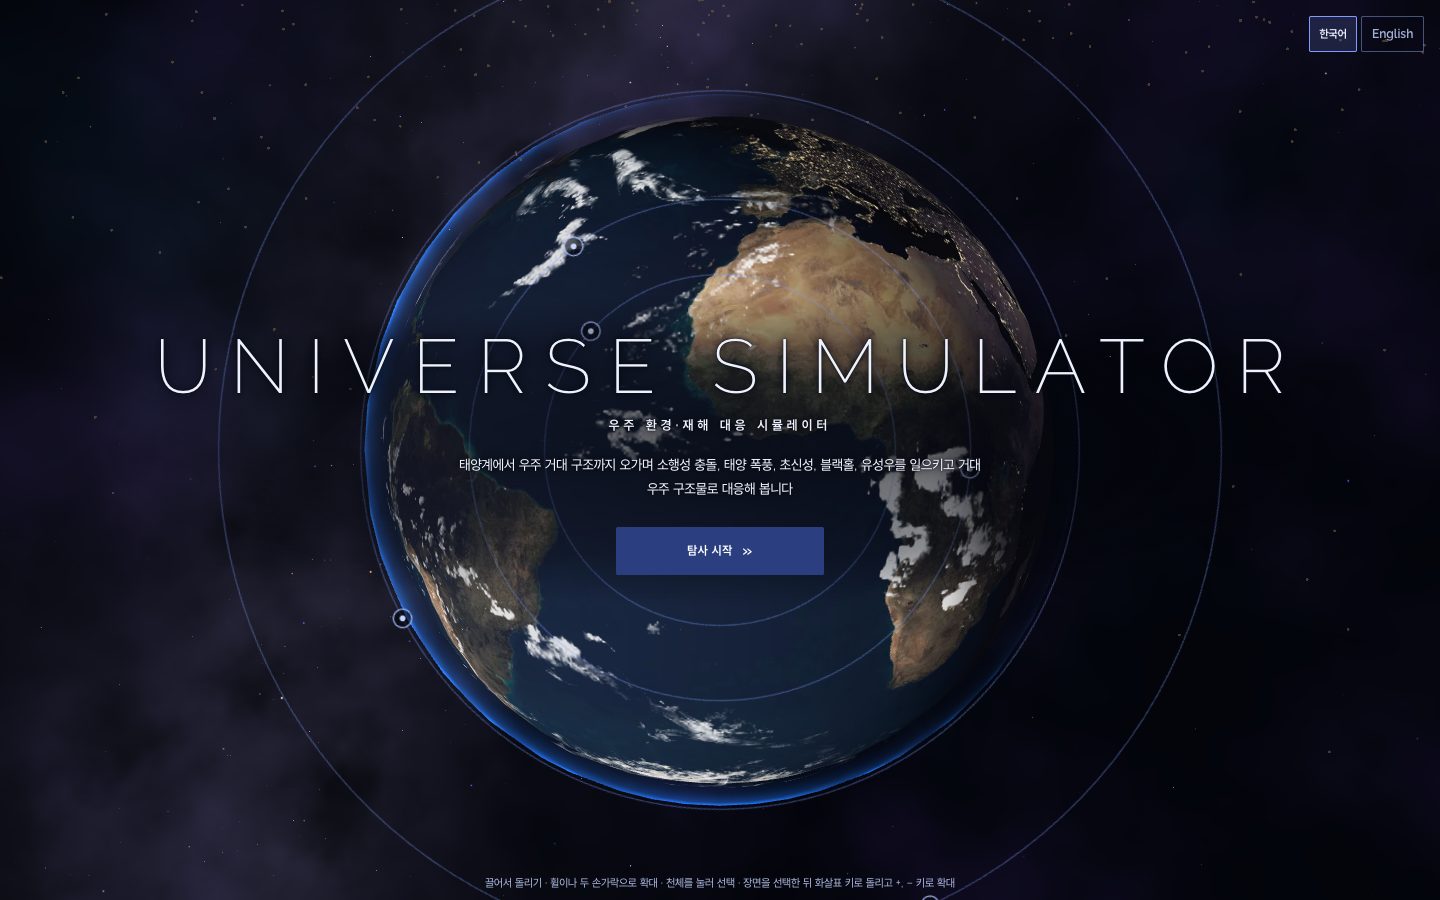 한국어 English
UNIVERSE SIMULATOR
우주 환경·재해 대응 시뮬레이터
태양계에서 우주 거대 구조까지 오가며 소행성 충돌, 태양 폭풍, 초신성, 블랙홀, 유성우를 일으키고 거대
우주 구조물로 대응해 봅니다
탐사 시작 »
끌어서 돌리기 · 휠이나 두 손가락으로 확대 · 천체를 눌러 선택 · 장면을 선택한 뒤 화살표 키로 돌리고 +, − 키로 확대